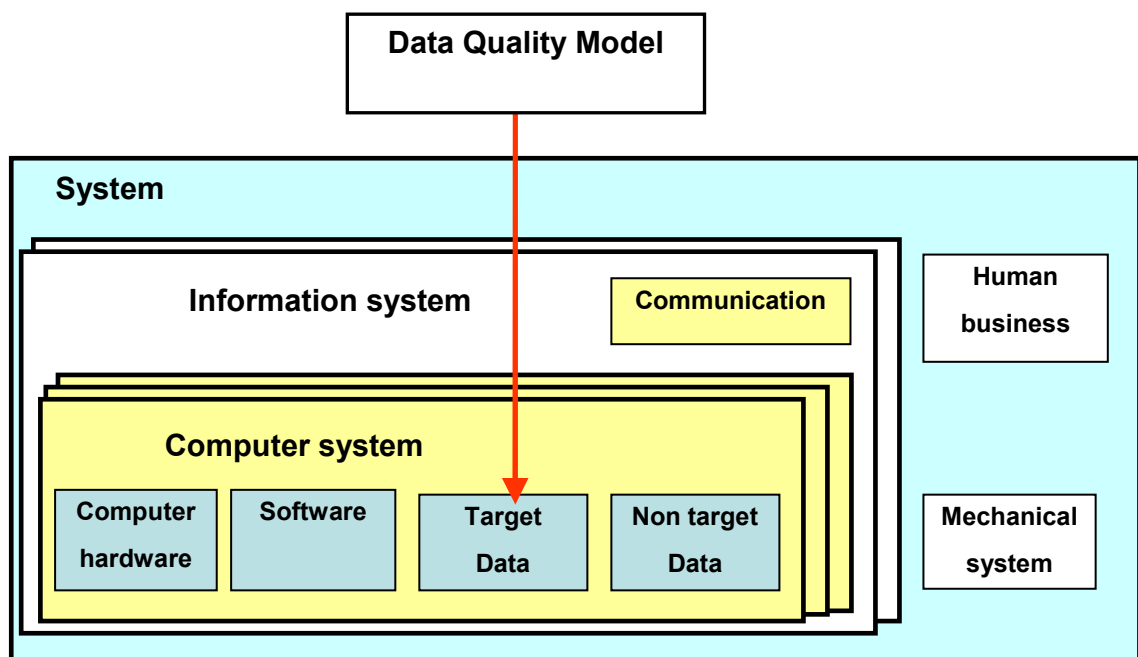 Data Quality Model
System
Information system
Communication
Human
business
Computer system
Computer
hardware
Software
Target
Data
Non target
Data
Mechanical
system